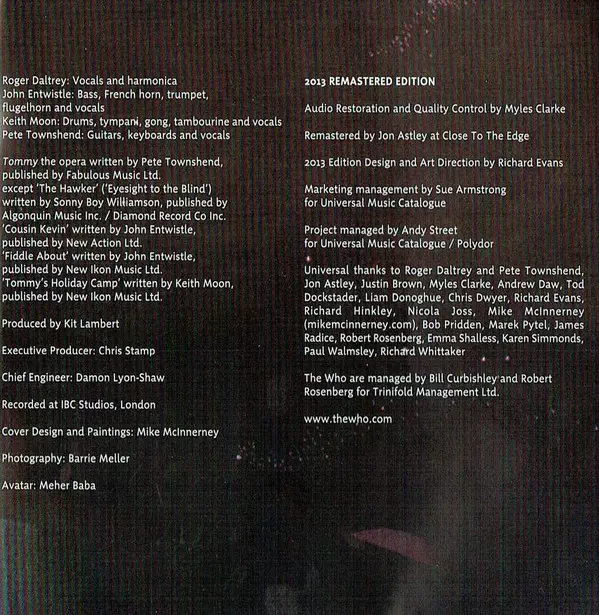 Roger Daltrey: Vocals and harmonica
John Entwistle: Bass, French horn, trumpet,
flugelhorn and vocals
Keith Moon: Drums, tympani, gong, tambourine and vocals
Pete Townshend: Guitars, keyboards and vocals
Tommy the opera written by Pete Townshend,
published by Fabulous Music Ltd.
except 'The Hawker' ('Eyesight to the Blind')
written by Sonny Boy Williamson, published by
Algonquin Music Inc. / Diamond Record Co Inc.
'Cousin Kevin' written by John Entwistle,
published by New Action Ltd.
'Fiddle About' written by John Entwistle,
published by New Ikon Music Ltd.
'Tommy's Holiday Camp' written by Keith Moon,
published by New Ikon Music Ltd.
Produced by Kit Lambert
Executive Producer: Chris Stamp
Chief Engineer: Damon Lyon-Shaw
Recorded at IBC Studios, London
Cover Design and Paintings: Mike McInnerney
Photography: Barrie Meller
Avatar: Meher Baba
2013 REMASTERED EDITION
Audio Restoration and Quality Control by Myles Clarke
Remastered by Jon Astley at Close To The Edge
2013 Edition Design and Art Direction by Richard Evans
Marketing management by Sue Armstrong
for Universal Music Catalogue
Project managed by Andy Street
for Universal Music Catalogue / Polydor
Universal thanks to Roger Daltrey and Pete Townshend,
Jon Astley, Justin Brown, Myles Clarke, Andrew Daw, Tod
Dockstader, Liam Donoghue, Chris Dwyer, Richard Evans,
Richard Hinkley, Nicola Joss, Mike McInnerney
(mikemcinnerney.com), Bob Pridden, Marek Pytel, James
Radice, Robert Rosenberg, Emma Shalless, Karen Simmonds,
Paul Walmsley, Richard Whittaker
The Who are managed by Bill Curbishley and Robert
Rosenberg for Trinifold Management Ltd.
www.thewho.com